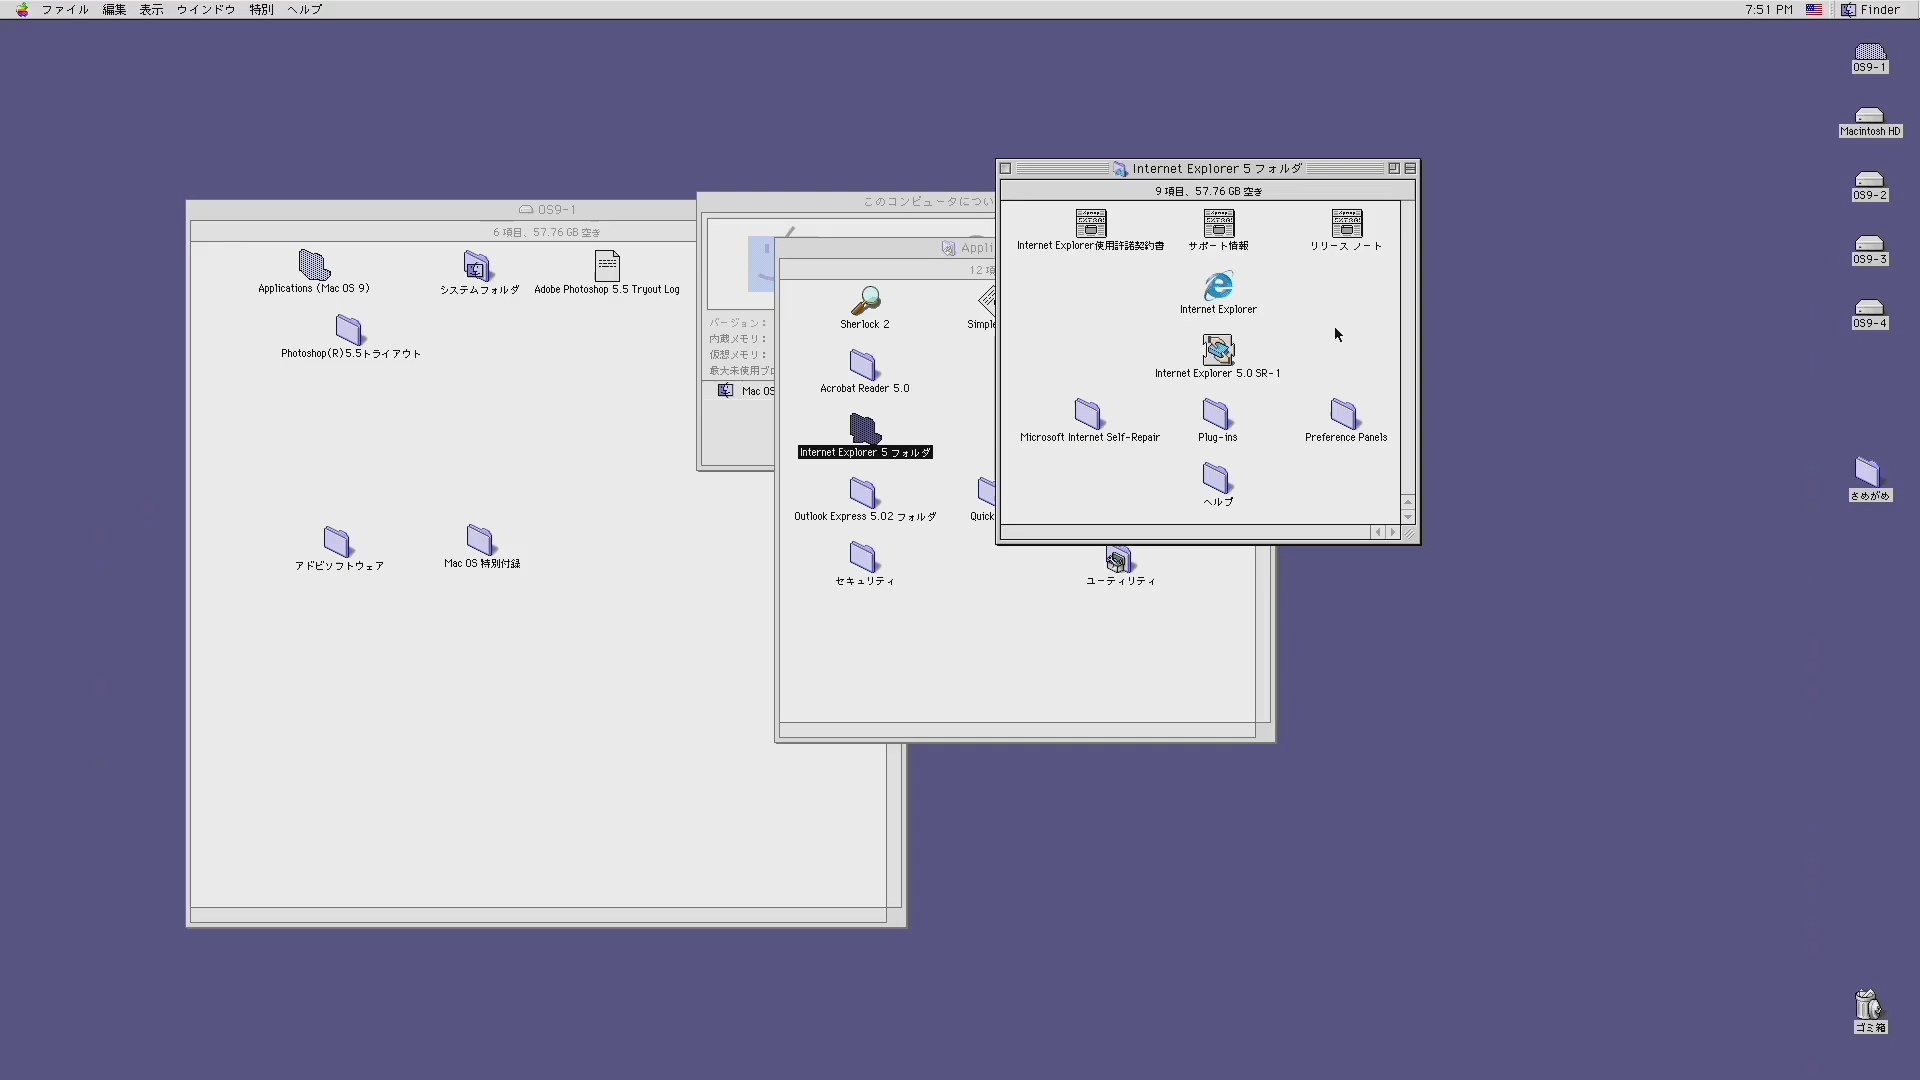 ファイル 編集 表示 ウインドウ 特別 ヘルプ
7:51 PM
Finder
OS9-1
Macintosh HD
OS9-2
OS9-3
OS9-4
さめがめ
ゴミ箱
OS9-1
6 項目、57.76 GB 空き
Applications (Mac OS 9)
システムフォルダ
Adobe Photoshop 5.5 Tryout Log
Photoshop(R)5.5トライアウト
アドビソフトウェア
Mac OS 特別付録
このコンピュータについ
バージョン：
内蔵メモリ：
仮想メモリ：
最大未使用ブロ
Mac OS
Appli
12 項
Sherlock 2
Simple
Acrobat Reader 5.0
Internet Explorer 5 フォルダ
Outlook Express 5.02 フォルダ
Quick
セキュリティ
ユーティリティ
Internet Explorer 5 フォルダ
9 項目、57.76 GB 空き
Internet Explorer使用許諾契約書
サポート情報
リリース ノート
Internet Explorer
Internet Explorer 5.0 SR-1
Microsoft Internet Self-Repair
Plug-ins
Preference Panels
ヘルプ